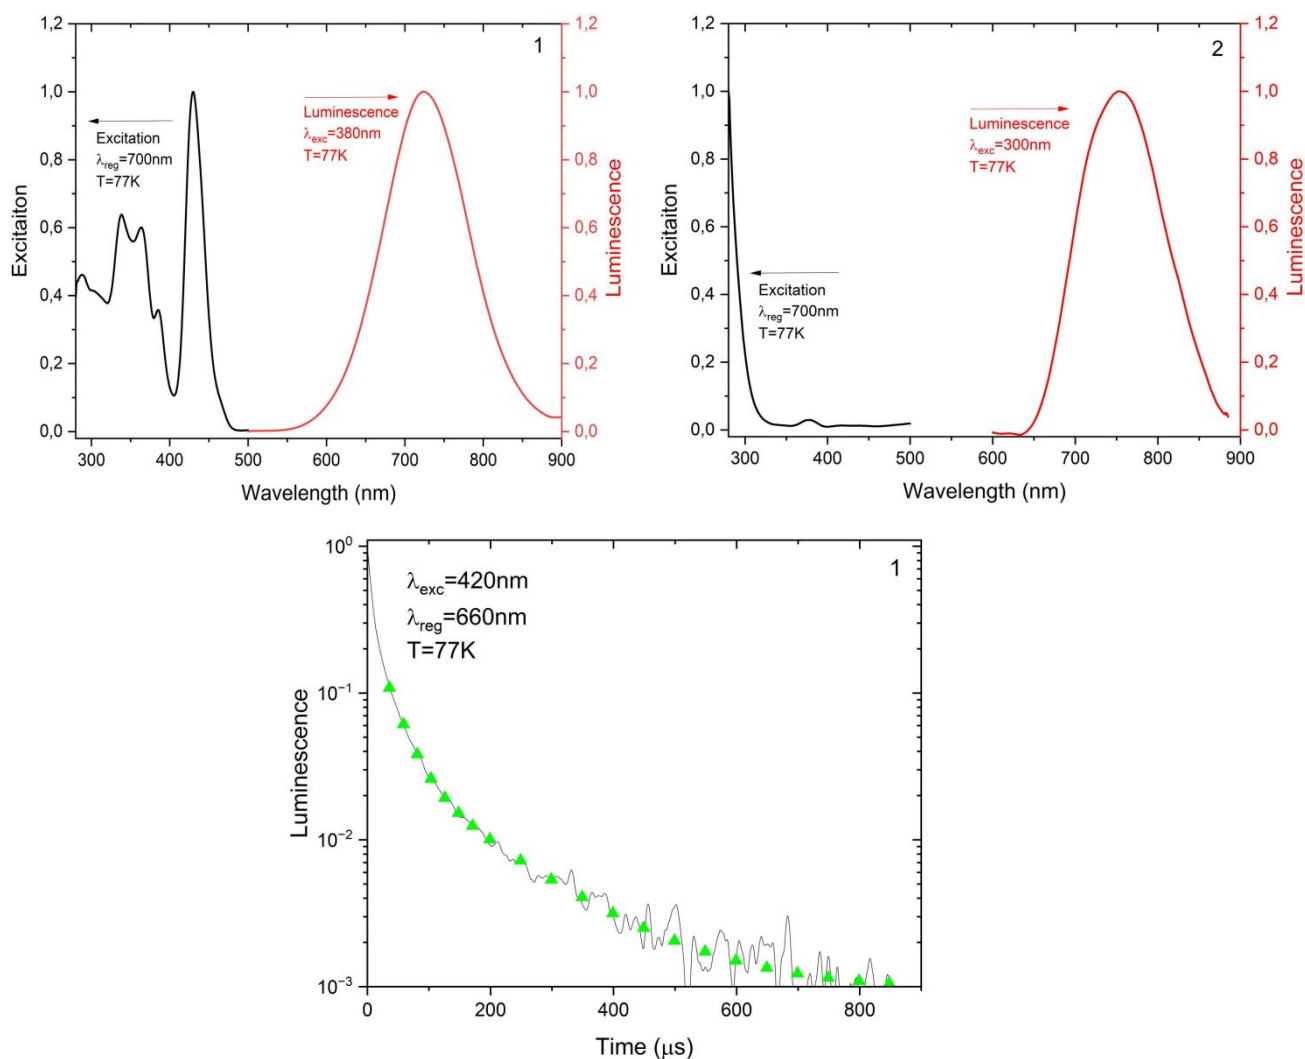 1
Excitation
λreg=700nm
T=77K
Luminescence
λexc=380nm
T=77K
1,2
1,0
0,8
0,6
0,4
0,2
0,0
Excitaiton
1,2
1,0
0,8
0,6
0,4
0,2
0,0
Luminescence
300 400 500 600 700 800 900
Wavelength (nm)
2
Luminescence
λexc=300nm
T=77K
Excitation
λreg=700nm
T=77K
1,2
1,0
0,8
0,6
0,4
0,2
0,0
Excitaiton
1,2
1,0
0,8
0,6
0,4
0,2
0,0
Luminescence
300 400 500 600 700 800 900
Wavelength (nm)
1
λexc=420nm
λreg=660nm
T=77K
10⁰
10⁻¹
10⁻²
10⁻³
Luminescence
0 200 400 600 800
Time (μs)